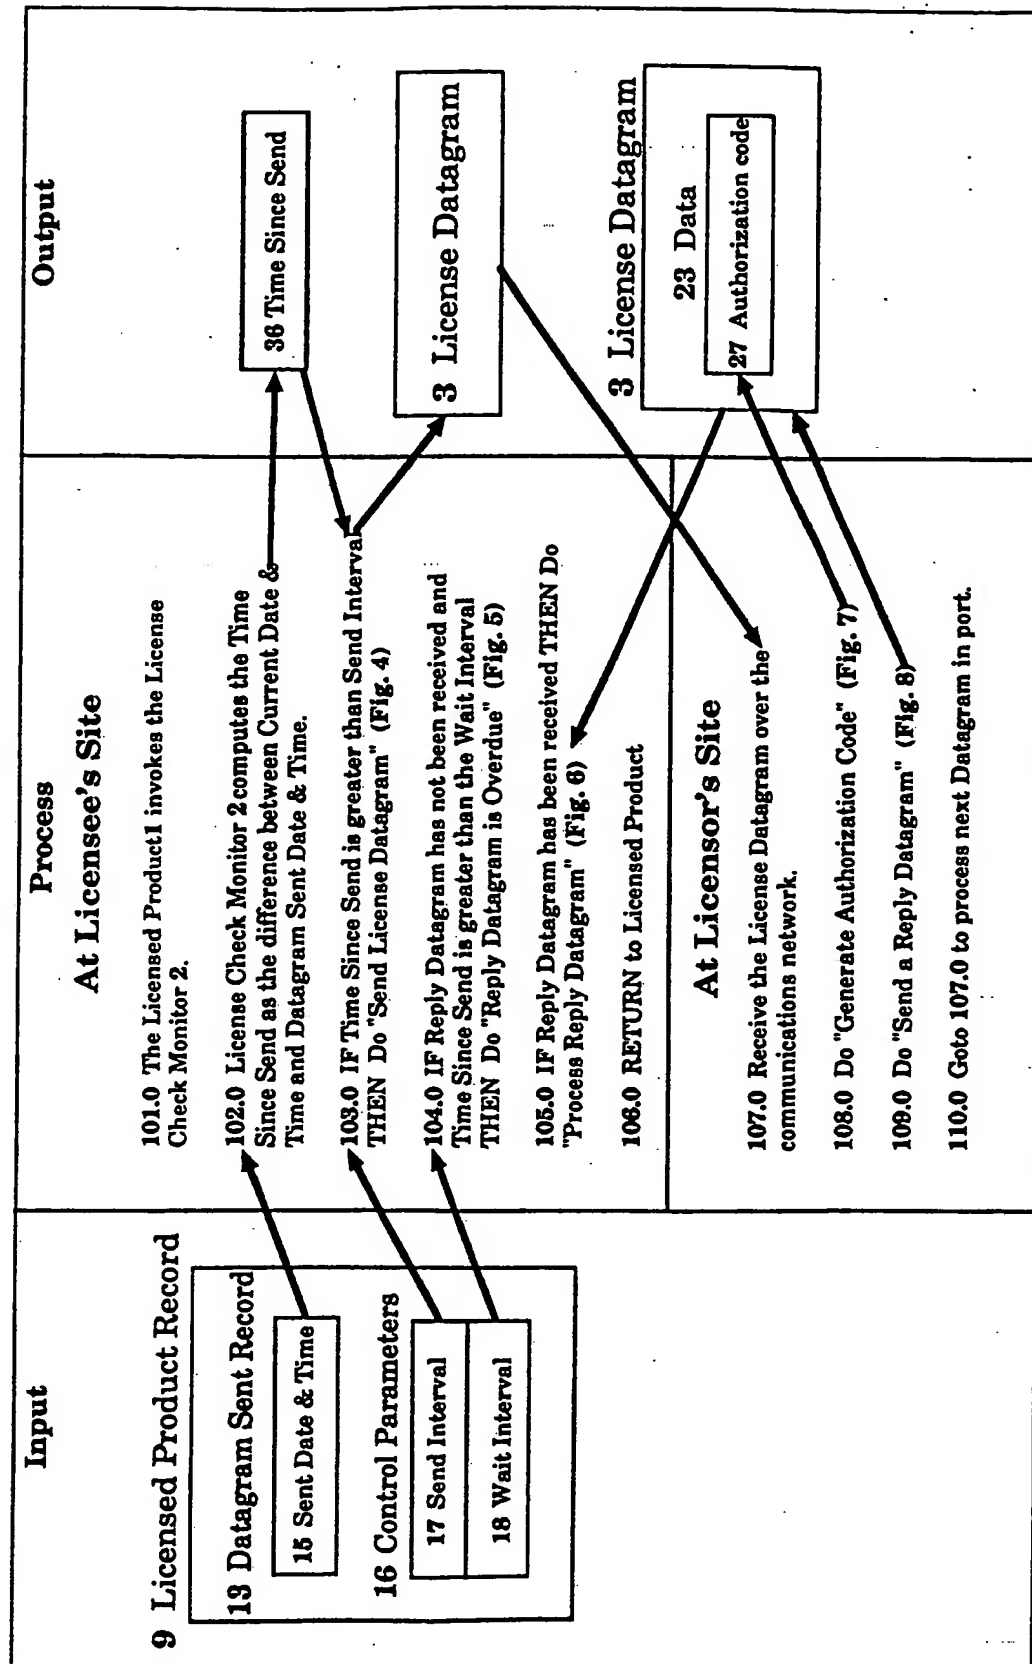 Input
9 Licensed Product Record
13 Datagram Sent Record
15 Sent Date & Time
16 Control Parameters
17 Send Interval
18 Wait Interval
Process
At Licensee's Site
101.0 The Licensed Product1 invokes the License
Check Monitor 2.
102.0 License Check Monitor 2 computes the Time
Since Send as the difference between Current Date &
Time and Datagram Sent Date & Time.
103.0 IF Time Since Send is greater than Send Interval
THEN Do "Send License Datagram" (Fig. 4)
104.0 IF Reply Datagram has not been received and
Time Since Send is greater than the Wait Interval
THEN Do "Reply Datagram is Overdue" (Fig. 5)
105.0 IF Reply Datagram has been received THEN Do
"Process Reply Datagram" (Fig. 6)
106.0 RETURN to Licensed Product
At Licensor's Site
107.0 Receive the License Datagram over the
communications network.
108.0 Do "Generate Authorization Code" (Fig. 7)
109.0 Do "Send a Reply Datagram" (Fig. 8)
110.0 Goto 107.0 to process next Datagram in port.
Output
36 Time Since Send
3 License Datagram
3 License Datagram
23 Data
27 Authorization code